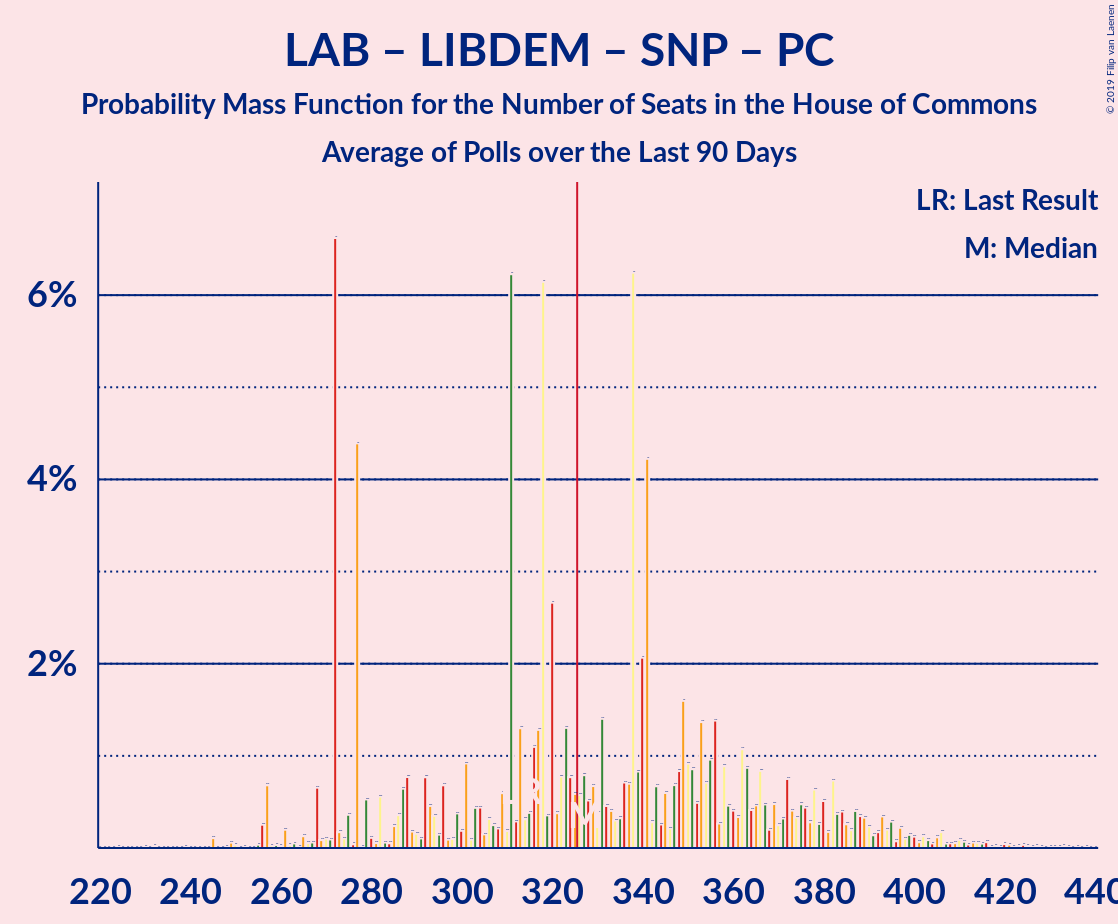 LAB – LIBDEM – SNP – PC
Probability Mass Function for the Number of Seats in the House of Commons
Average of Polls over the Last 90 Days
© 2019 Filip van Laenen
LR: Last Result
M: Median
6%
4%
2%
LR
M
220 240 260 280 300 320 340 360 380 400 420 440